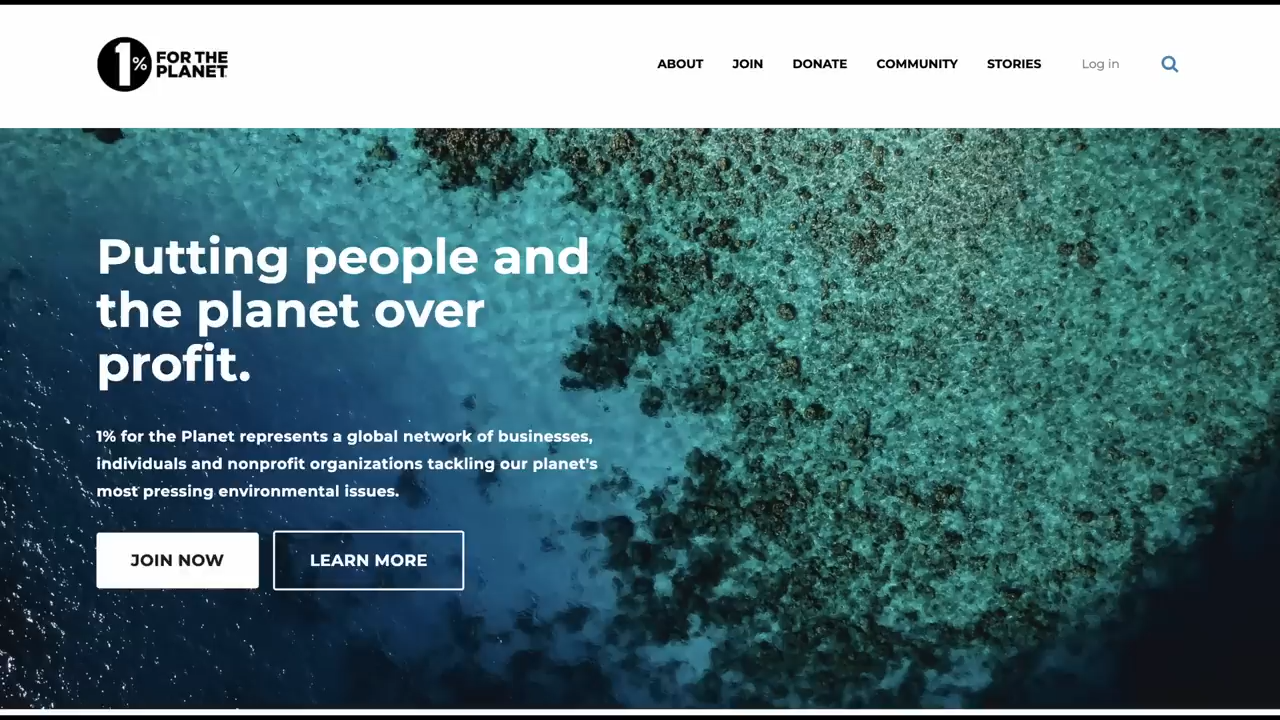 1% FOR THE
PLANET
ABOUT JOIN DONATE COMMUNITY STORIES Log in
Putting people and
the planet over
profit.
1% for the Planet represents a global network of businesses,
individuals and nonprofit organizations tackling our planet's
most pressing environmental issues.
JOIN NOW LEARN MORE